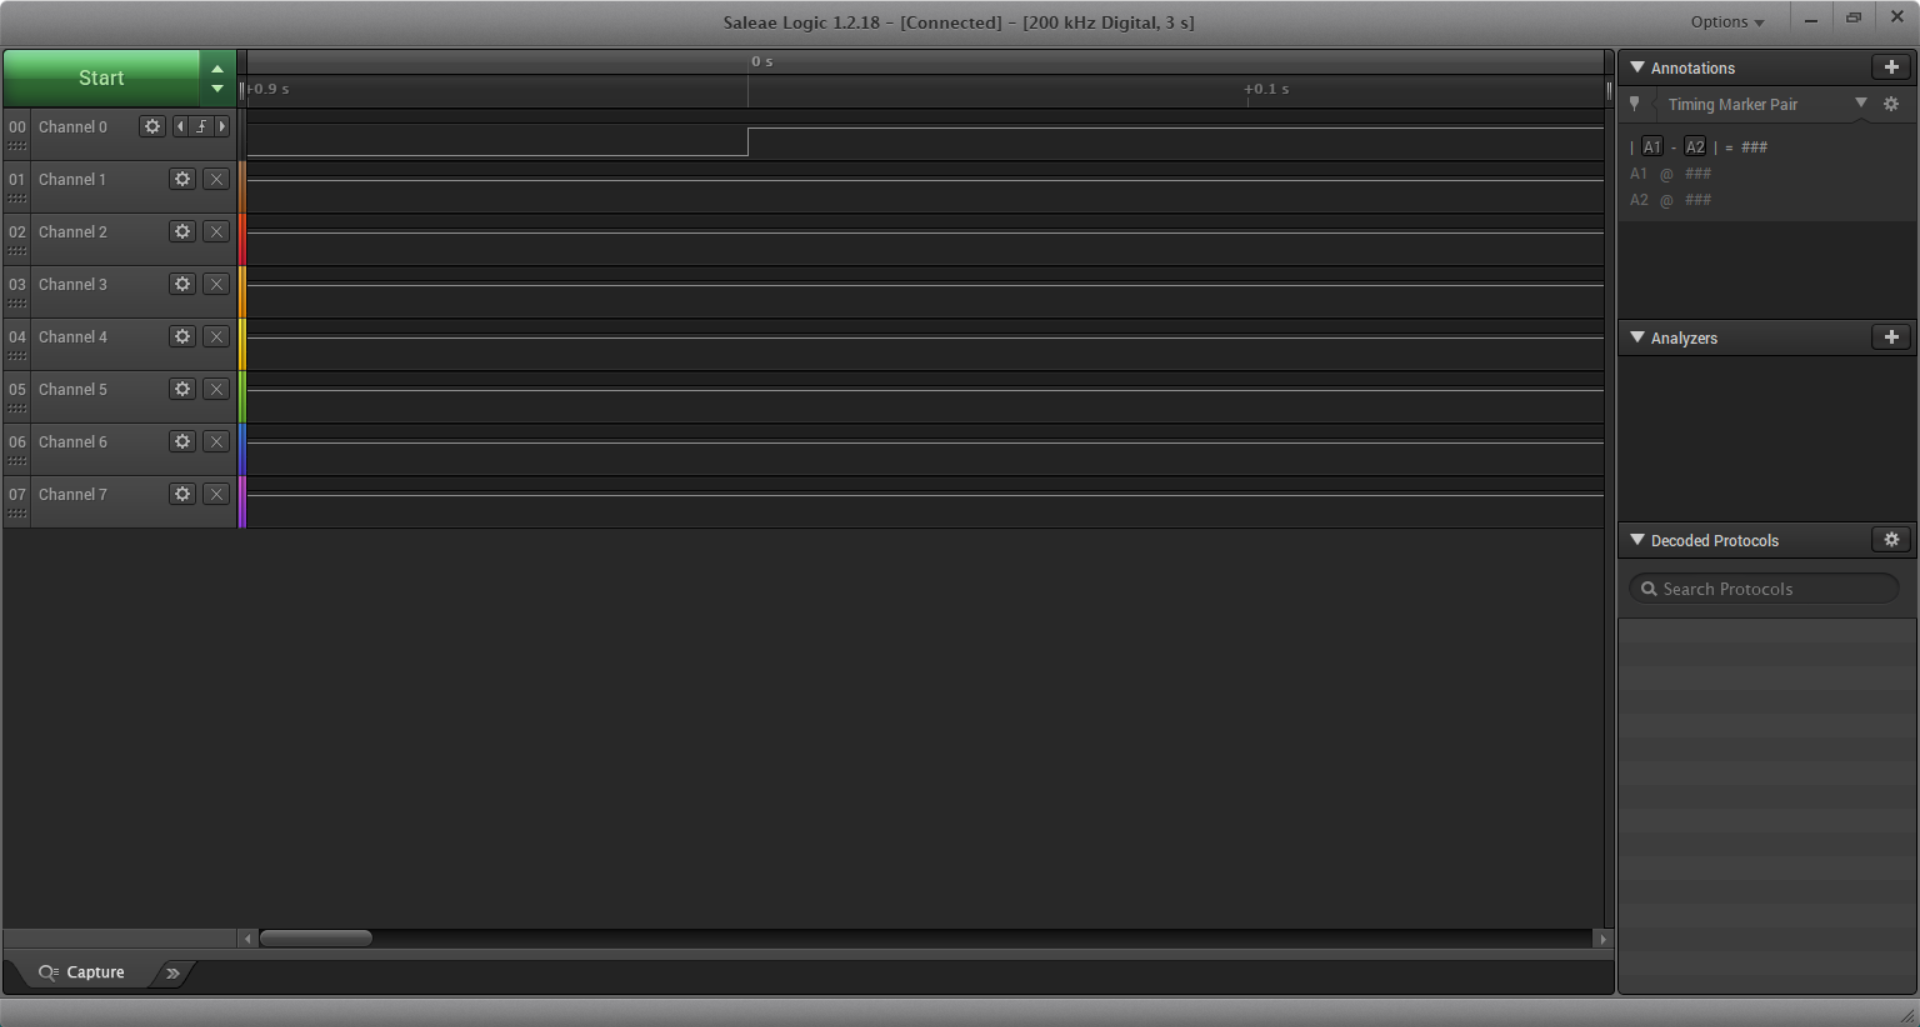 Saleae Logic 1.2.18 - [Connected] - [200 kHz Digital, 3 s]
Options
Start
0 s
+0.9 s
+0.1 s
00 Channel 0
01 Channel 1
02 Channel 2
03 Channel 3
04 Channel 4
05 Channel 5
06 Channel 6
07 Channel 7
Annotations
Timing Marker Pair
| A1 - A2 | = ###
A1 @ ###
A2 @ ###
Analyzers
Decoded Protocols
Search Protocols
Capture